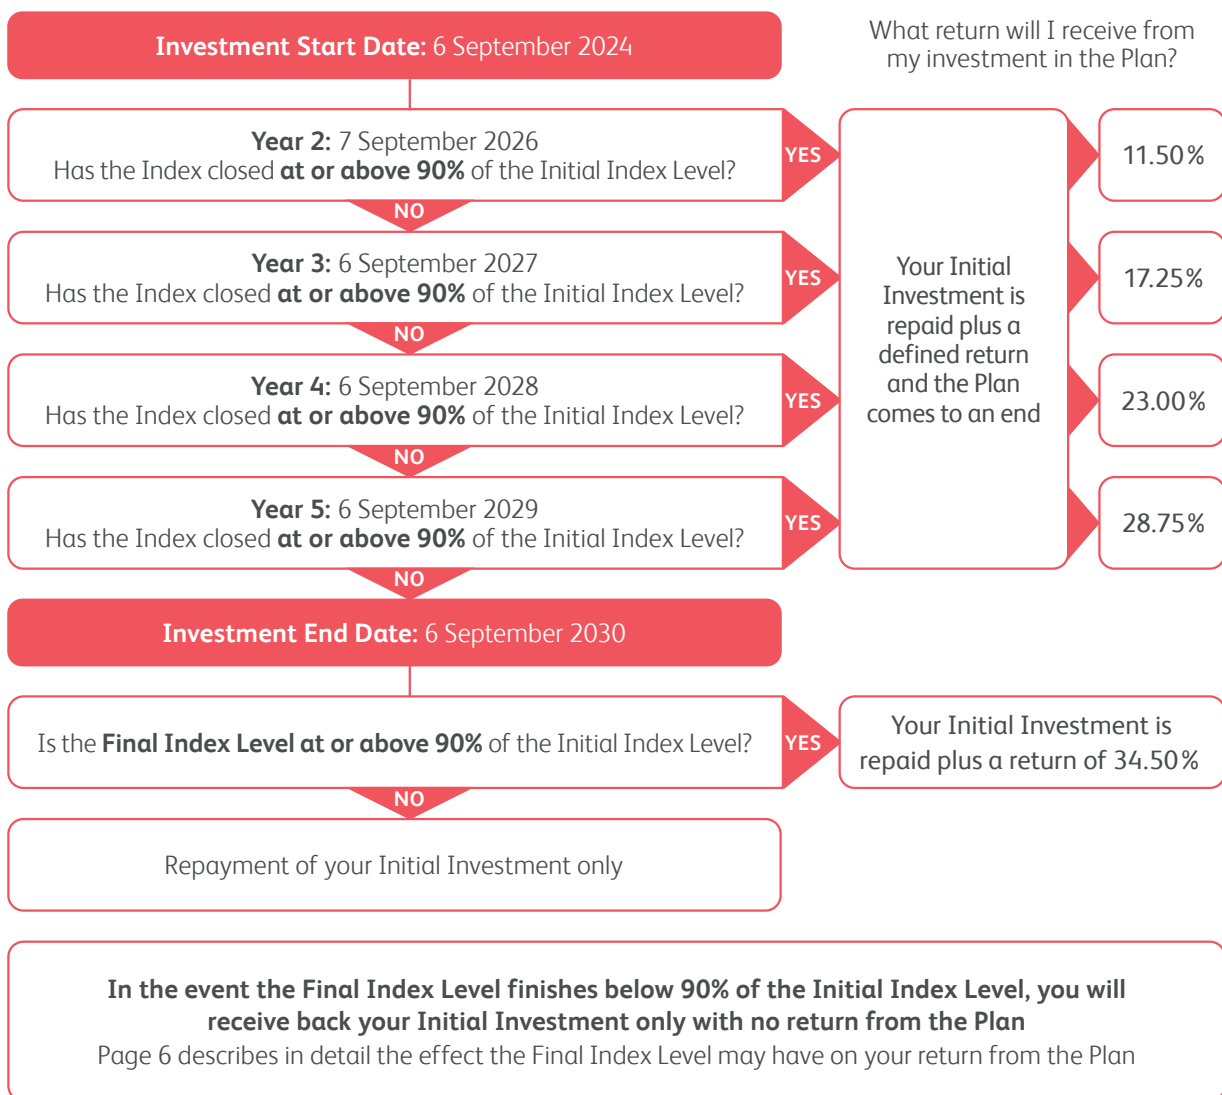 Investment Start Date: 6 September 2024
What return will I receive from
my investment in the Plan?
Year 2: 7 September 2026
Has the Index closed at or above 90% of the Initial Index Level?
YES
11.50%
NO
Year 3: 6 September 2027
Has the Index closed at or above 90% of the Initial Index Level?
YES
17.25%
NO
Your Initial
Investment is
repaid plus a
defined return
and the Plan
comes to an end
Year 4: 6 September 2028
Has the Index closed at or above 90% of the Initial Index Level?
YES
23.00%
NO
Year 5: 6 September 2029
Has the Index closed at or above 90% of the Initial Index Level?
YES
28.75%
NO
Investment End Date: 6 September 2030
Is the Final Index Level at or above 90% of the Initial Index Level?
YES
Your Initial Investment is
repaid plus a return of 34.50%
NO
Repayment of your Initial Investment only
In the event the Final Index Level finishes below 90% of the Initial Index Level, you will
receive back your Initial Investment only with no return from the Plan
Page 6 describes in detail the effect the Final Index Level may have on your return from the Plan